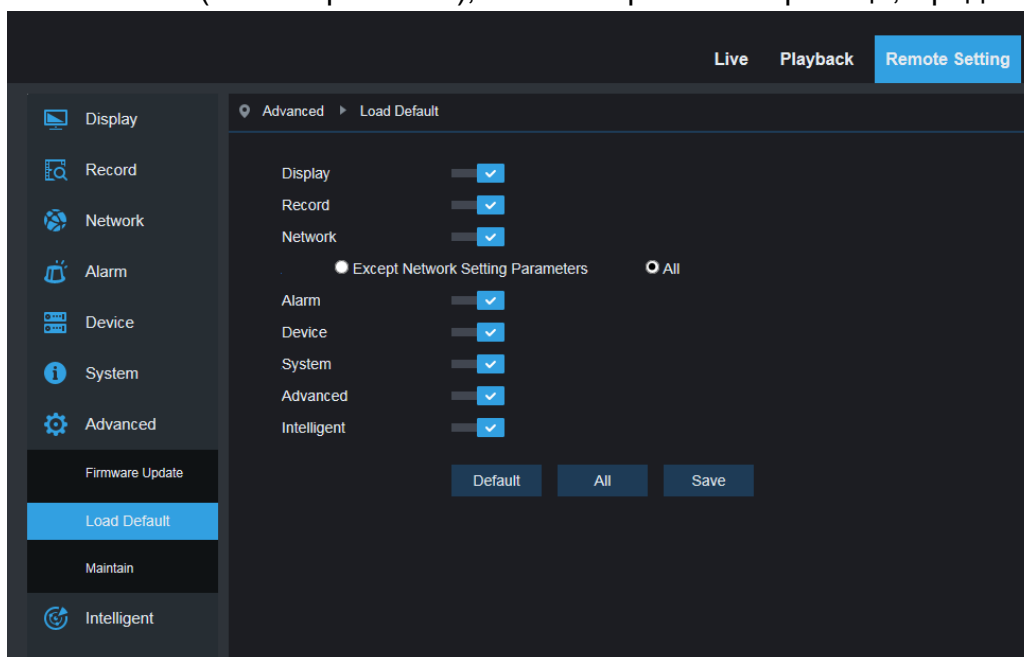 Live Playback Remote Setting
Display
Record
Network
Alarm
Device
System
Advanced
Firmware Update
Load Default
Maintain
Intelligent
Advanced Load Default
Display
Record
Network
Except Network Setting Parameters All
Alarm
Device
System
Advanced
Intelligent
Default All Save